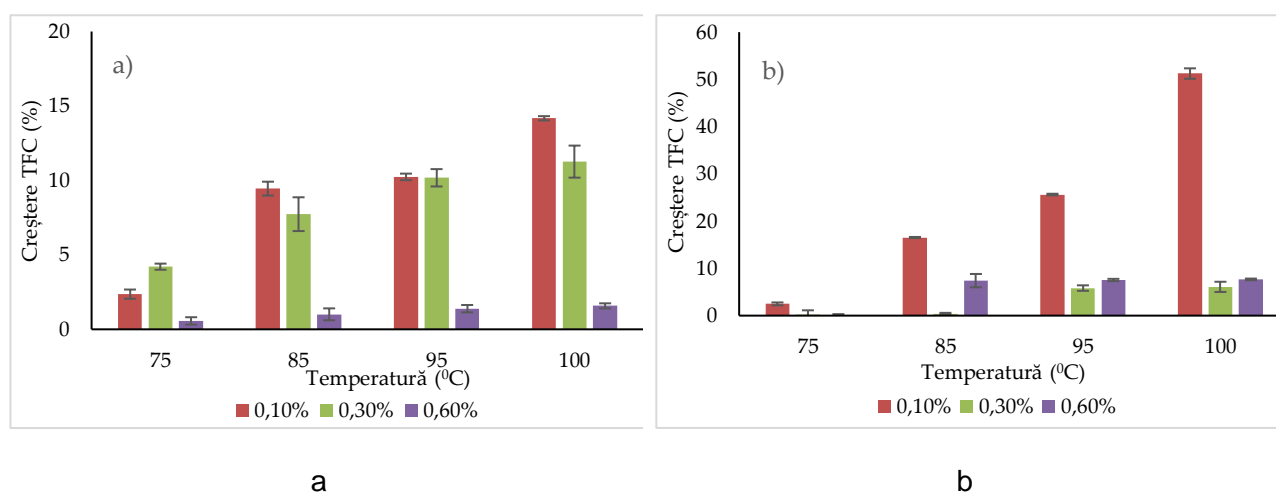 a)
Creștere TFC (%)
20
15
10
5
0
75 85 95 100
Temperatură (⁰C)
0,10% 0,30% 0,60%
b)
Creștere TFC (%)
60
50
40
30
20
10
0
75 85 95 100
Temperatură (⁰C)
0,10% 0,30% 0,60%
a b